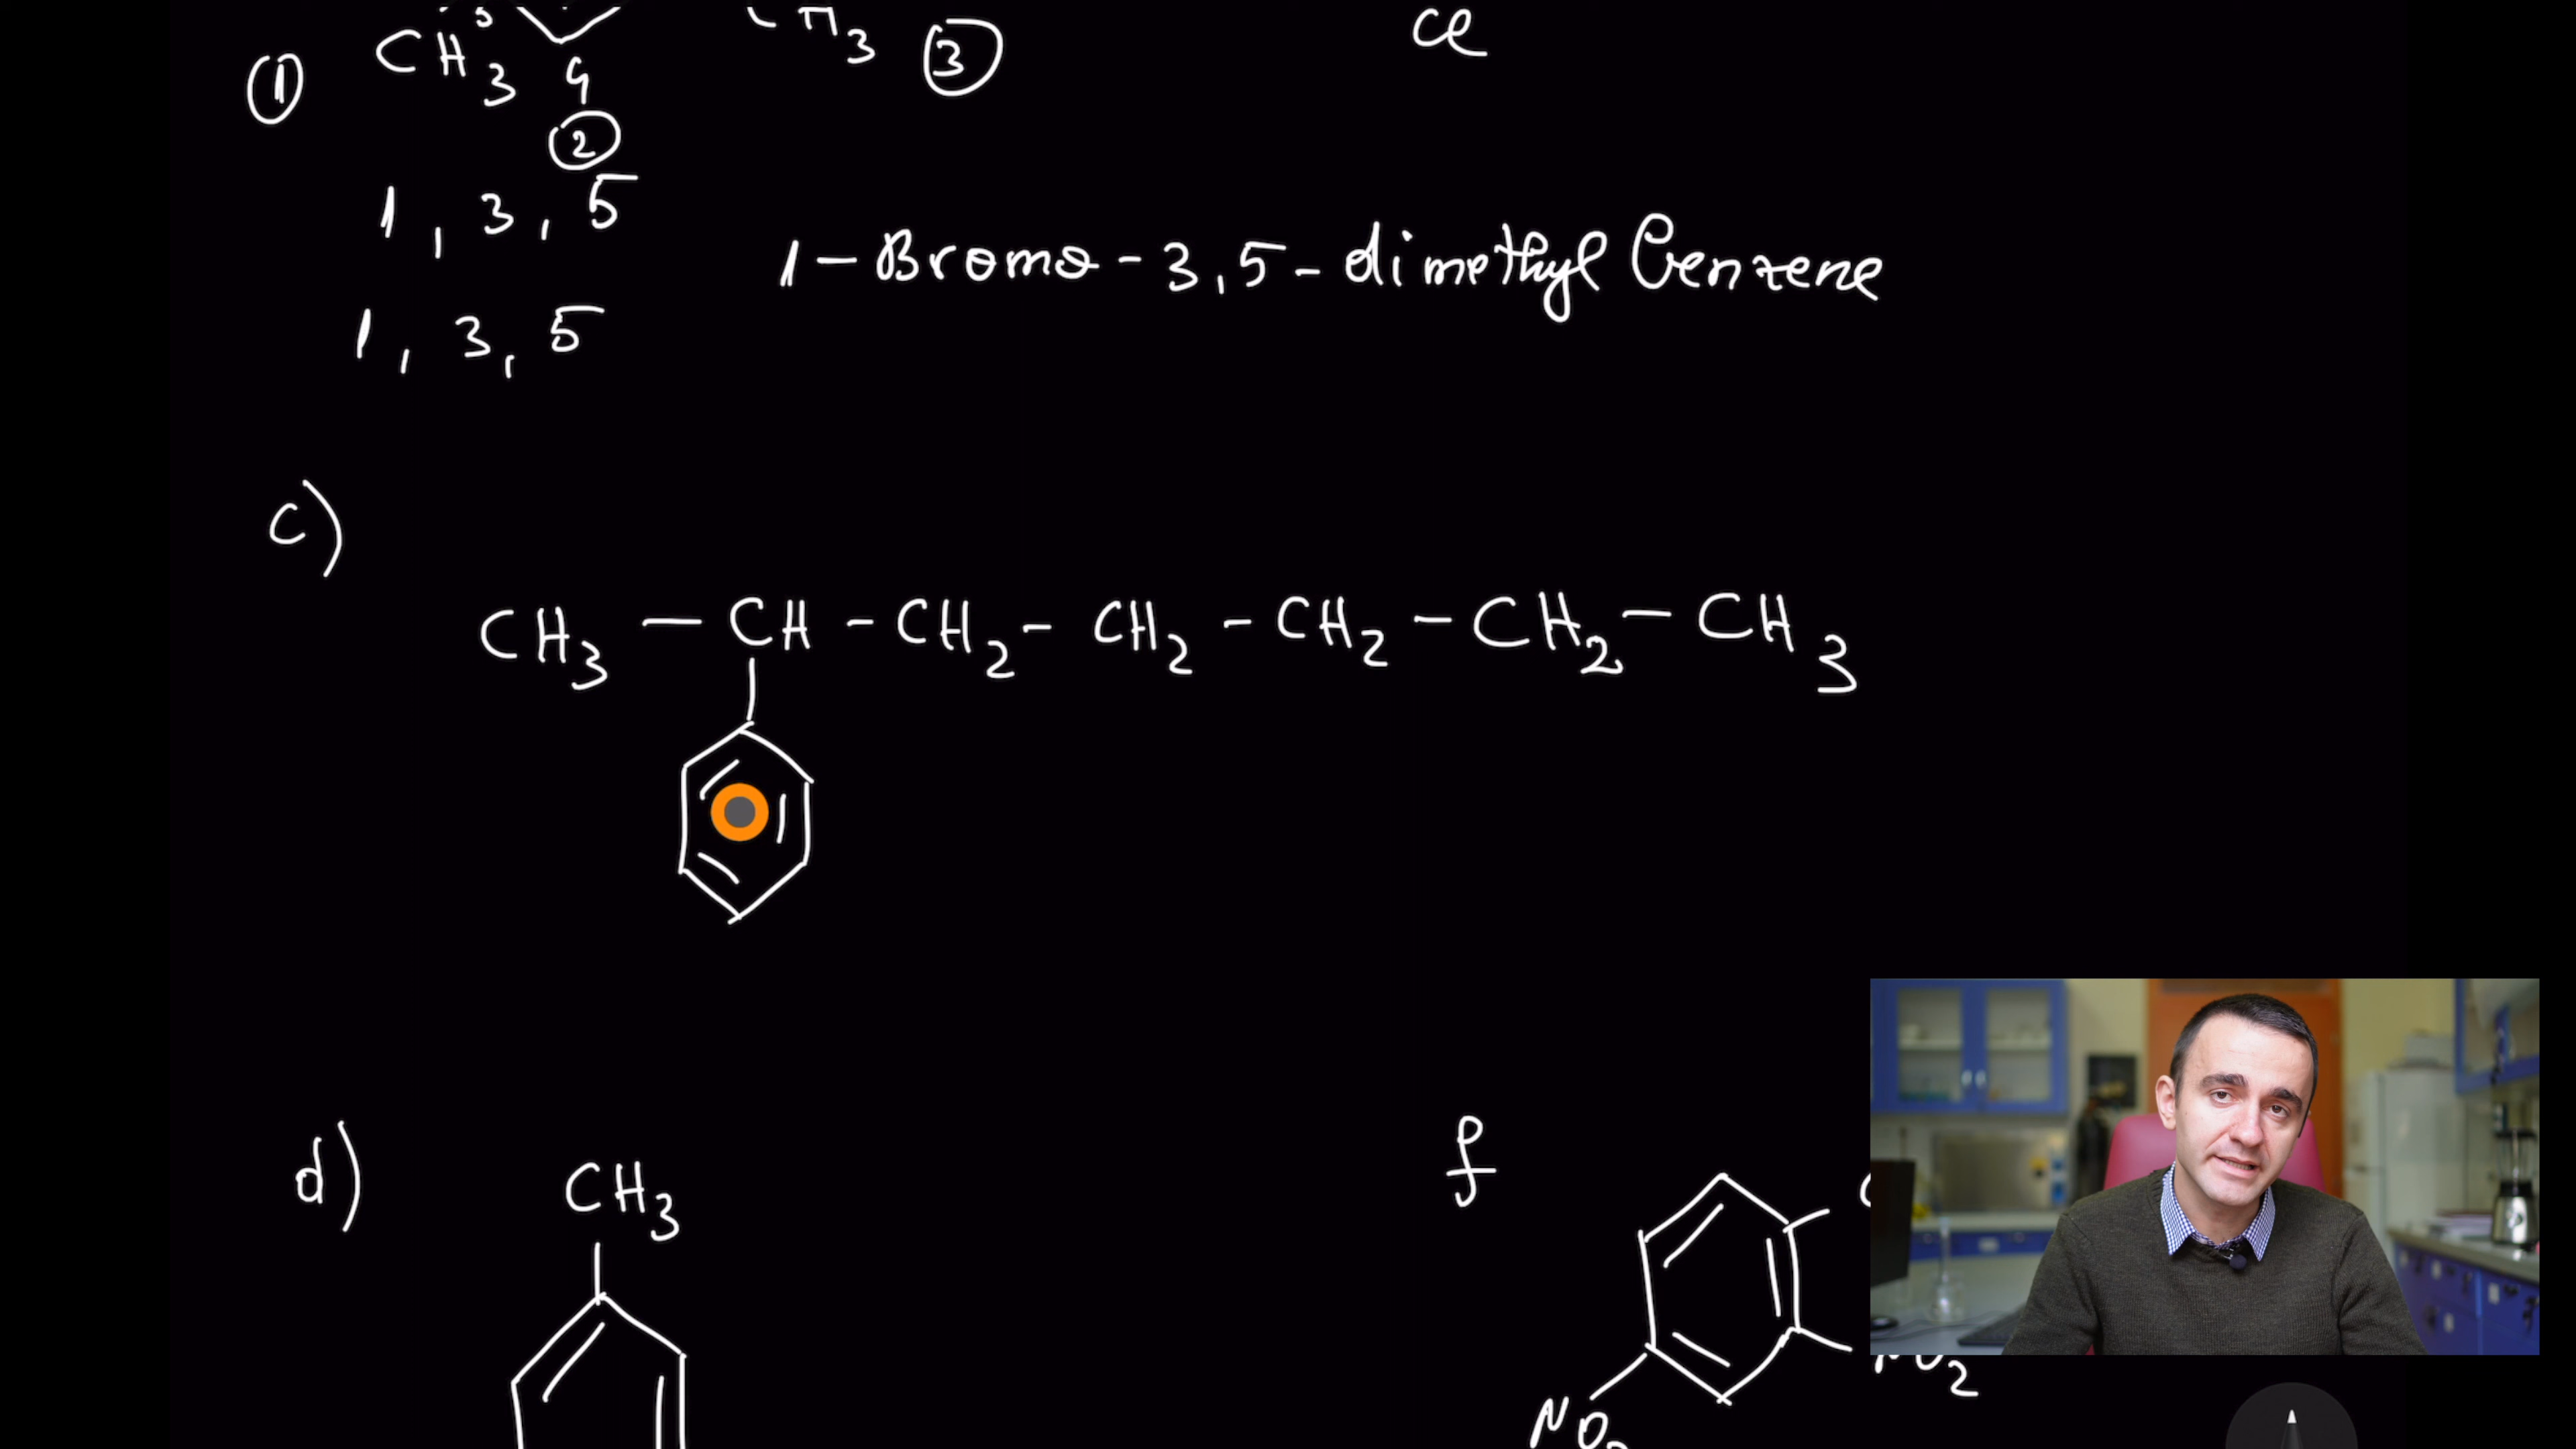 CH3 CH3 ③ Cl
① 4
②
1, 3, 5
1-Bromo-3,5-dimethyl benzene
1, 3, 5
c)
CH3 - CH - CH2 - CH2 - CH2 - CH2 - CH3
d) f
CH3
NO2
NO2